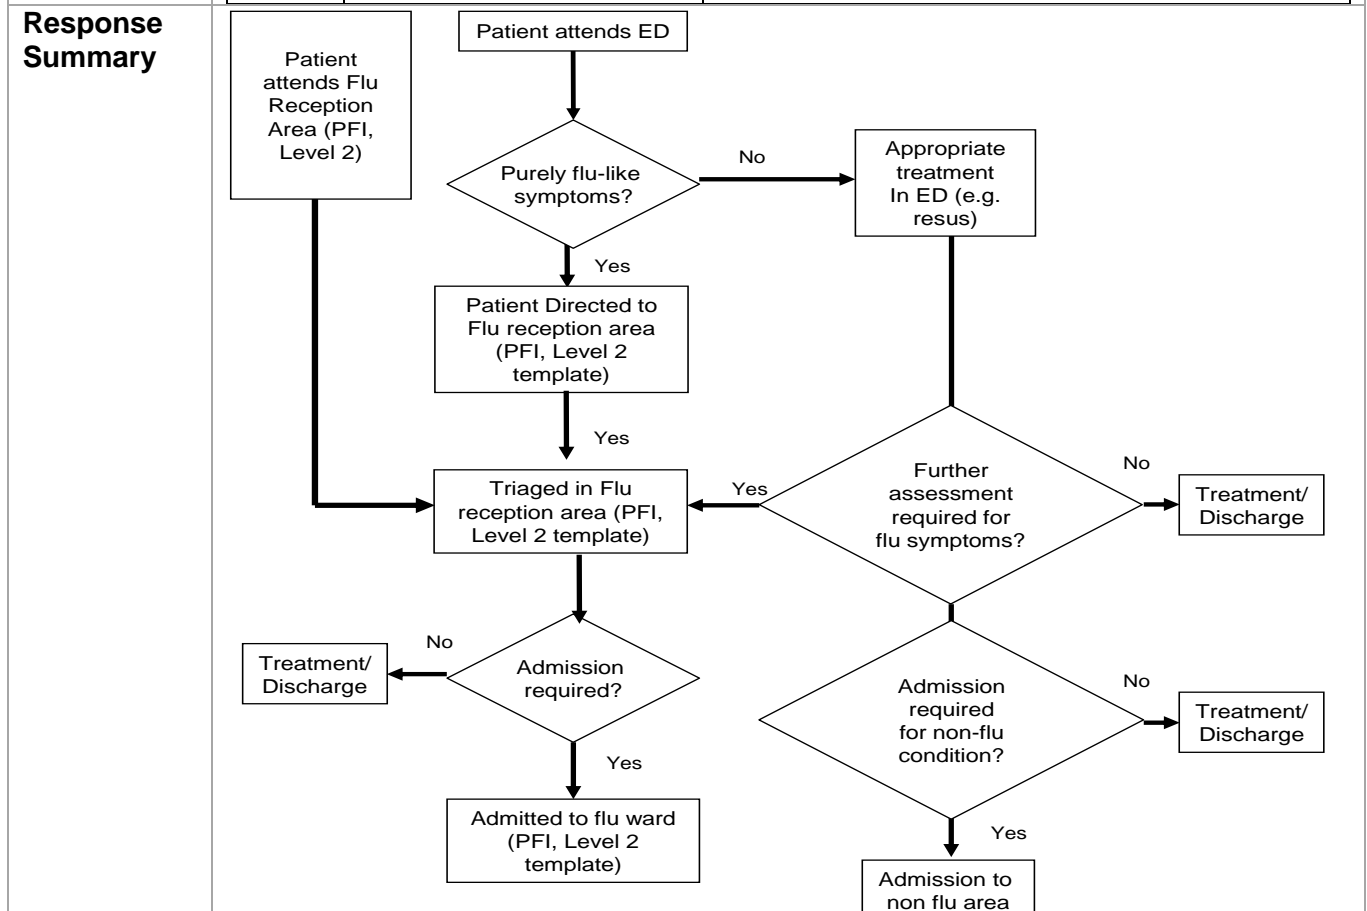 Response
Summary
Patient
attends Flu
Reception
Area (PFI,
Level 2)
Patient attends ED
Purely flu-like
symptoms?
No
Appropriate
treatment
In ED (e.g.
resus)
Yes
Patient Directed to
Flu reception area
(PFI, Level 2
template)
Yes
Triaged in Flu
reception area (PFI,
Level 2 template)
Yes
Further
assessment
required for
flu symptoms?
No
Treatment/
Discharge
No
Treatment/
Discharge
Admission
required?
Admission
required
for non-flu
condition?
No
Treatment/
Discharge
Yes
Admitted to flu ward
(PFI, Level 2
template)
Yes
Admission to
non flu area